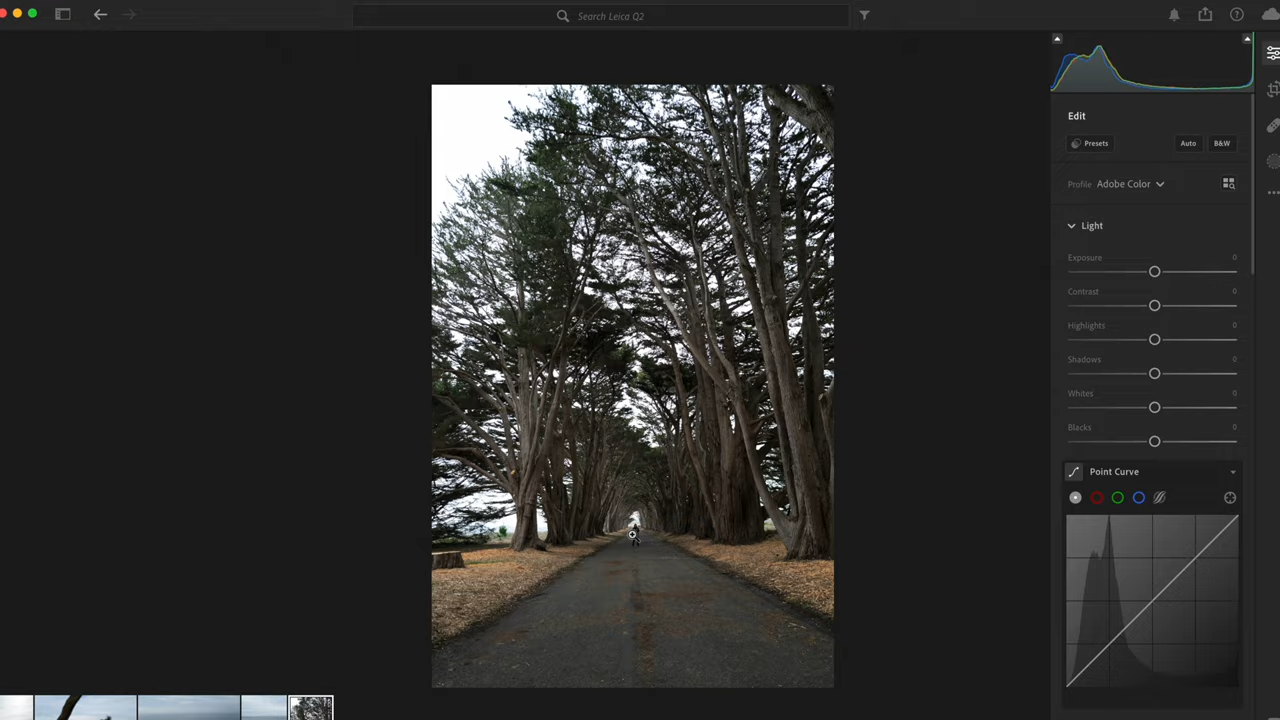 Search Leica Q2
Edit
Presets
Auto
B&W
Profile Adobe Color
Light
Exposure 0
Contrast 0
Highlights 0
Shadows 0
Whites 0
Blacks 0
Point Curve